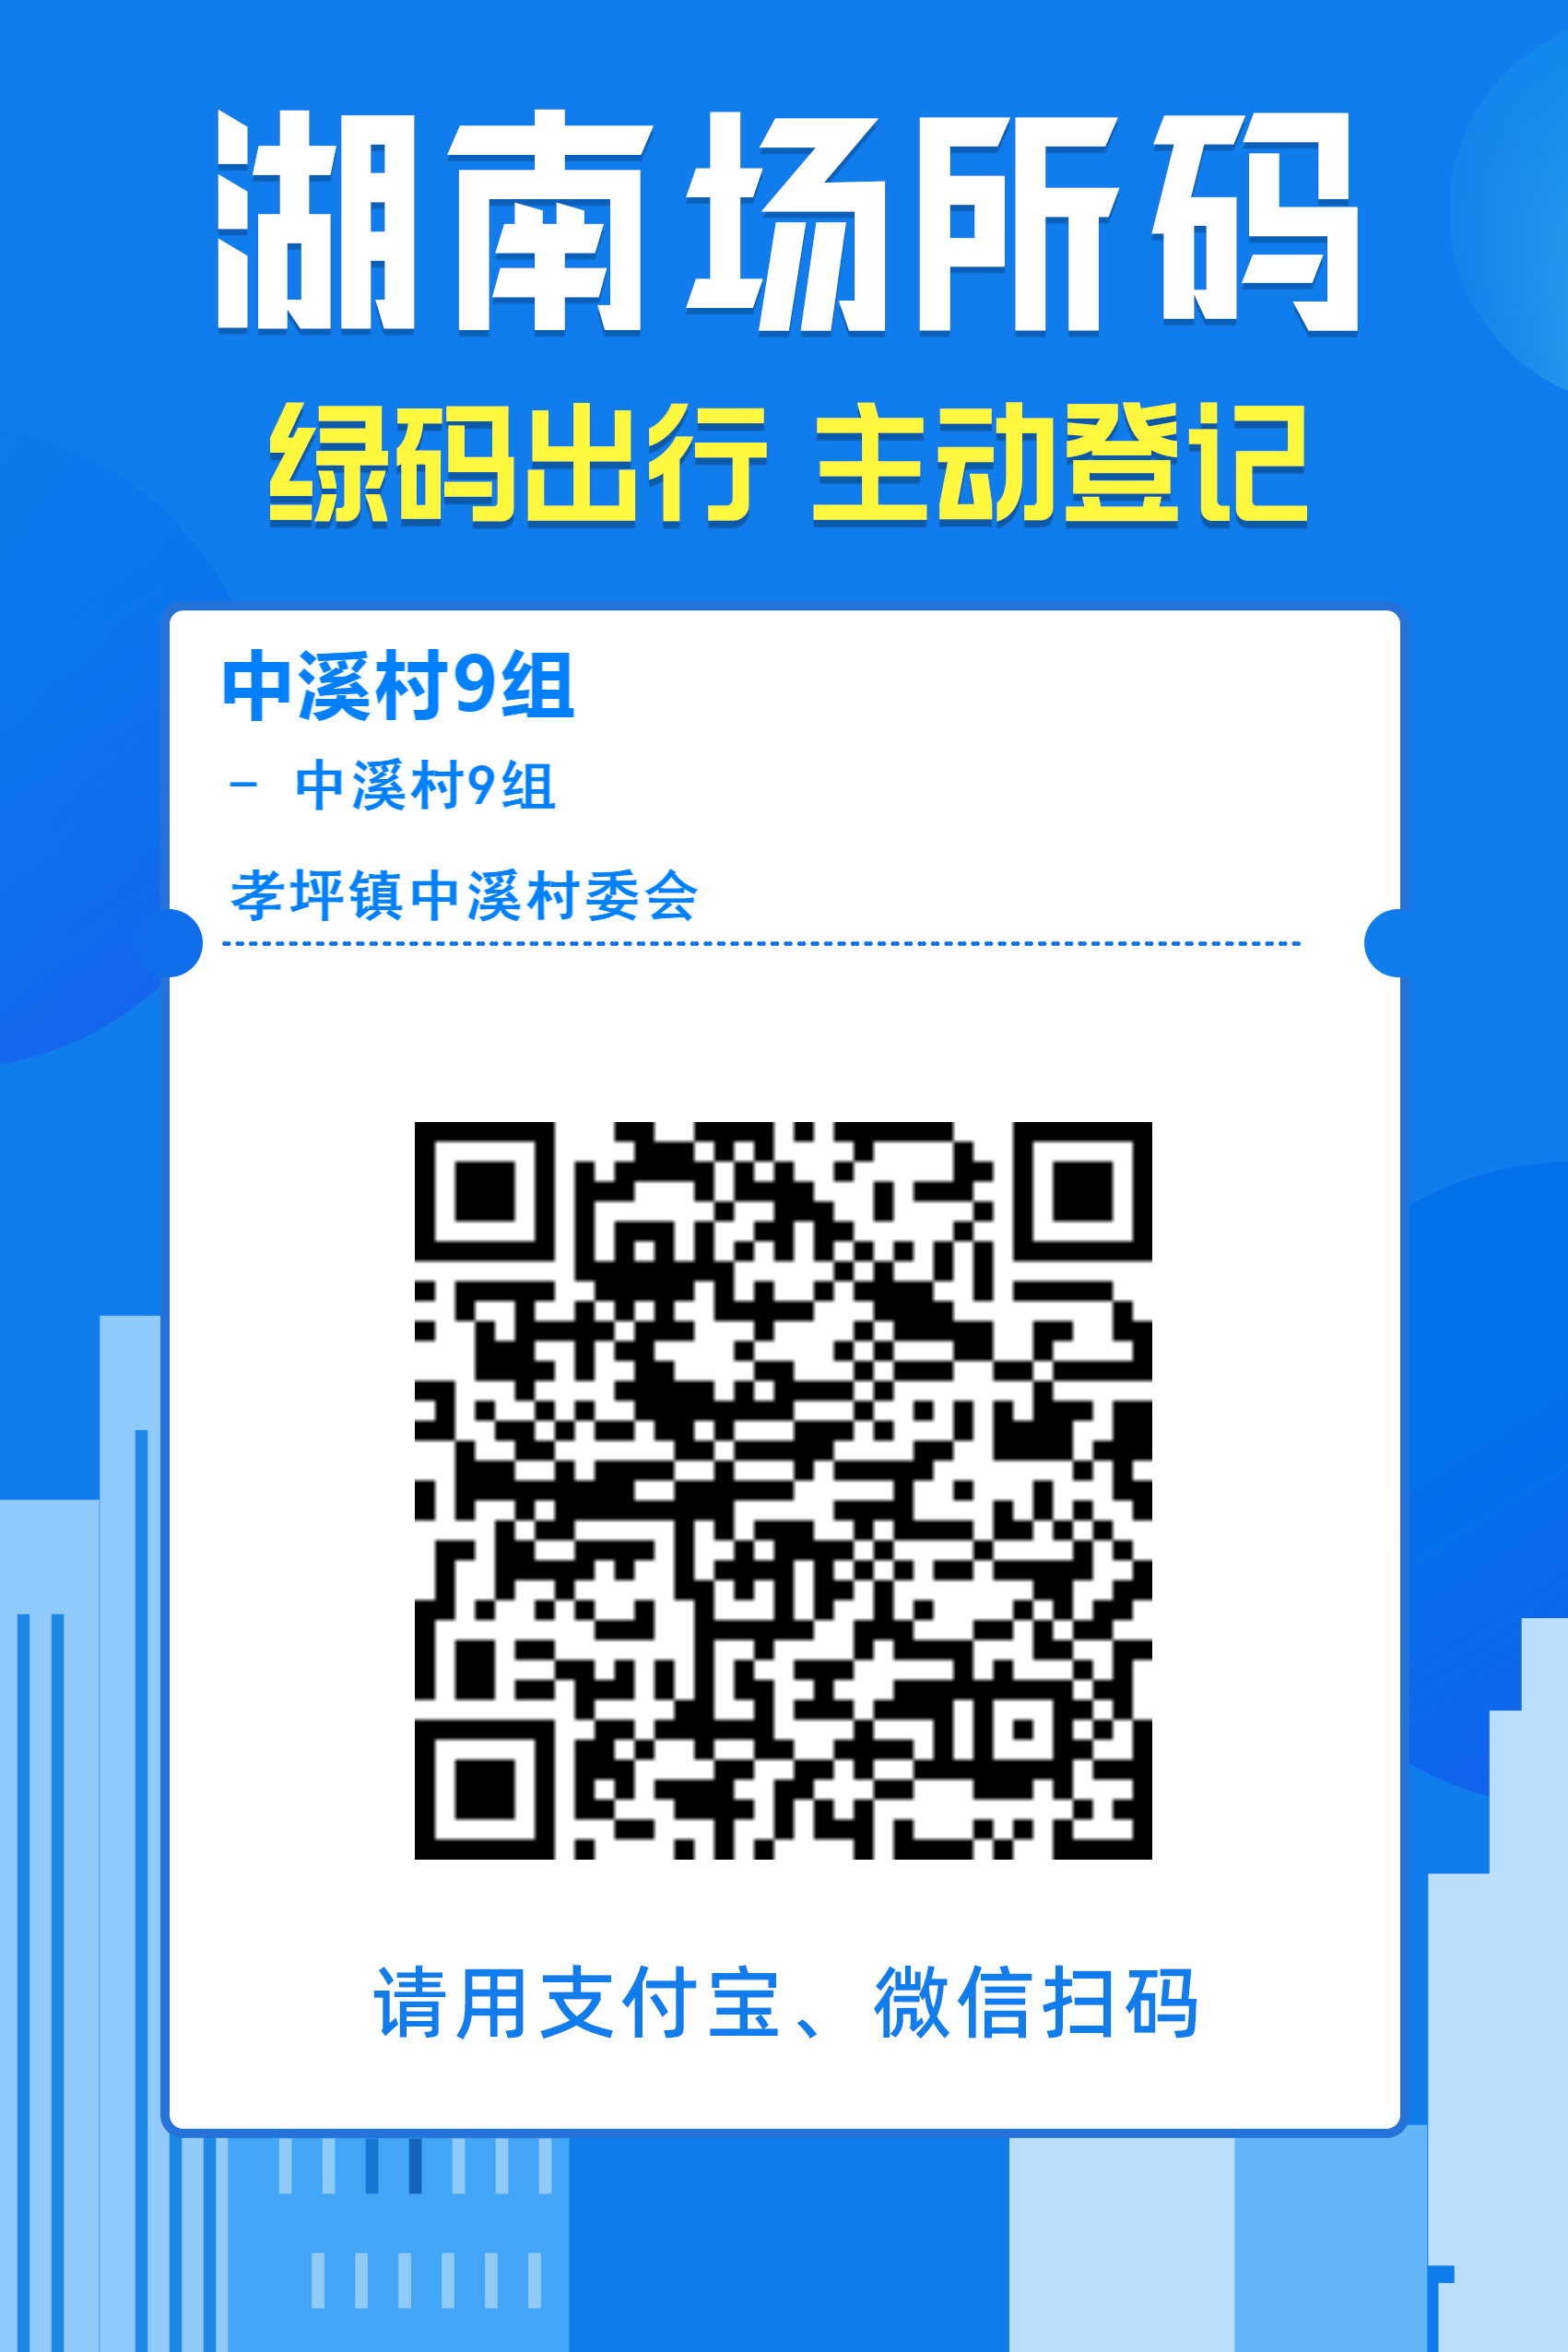 湖南场所码
绿码出行 主动登记
中溪村9组
- 中溪村9组
孝坪镇中溪村委会
请用支付宝、微信扫码